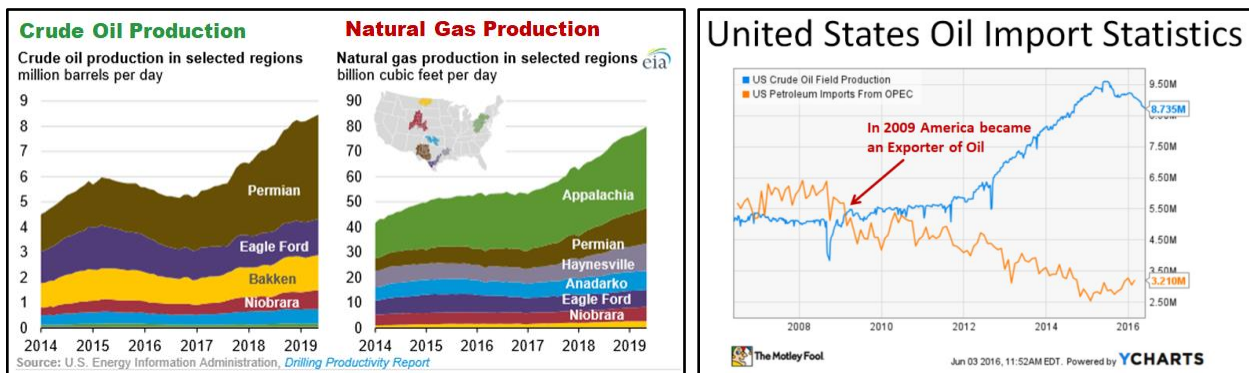 Crude Oil Production
Crude oil production in selected regions
million barrels per day
9
8
7
6
5
4
3
2
1
0
Permian
Eagle Ford
Bakken
Niobrara
2014 2015 2016 2017 2018 2019
Natural Gas Production
Natural gas production in selected regions
eia
billion cubic feet per day
90
80
70
60
50
40
30
20
10
0
Appalachia
Permian
Haynesville
Anadarko
Eagle Ford
Niobrara
2014 2015 2016 2017 2018 2019
Source: U.S. Energy Information Administration, Drilling Productivity Report
United States Oil Import Statistics
US Crude Oil Field Production
US Petroleum Imports From OPEC
In 2009 America became
an Exporter of Oil
9.50M
8.735M
7.50M
6.50M
5.50M
4.50M
3.50M
3.210M
2.50M
2008 2010 2012 2014 2016
The Motley Fool
Jun 03 2016, 11:52AM EDT. Powered by YCHARTS